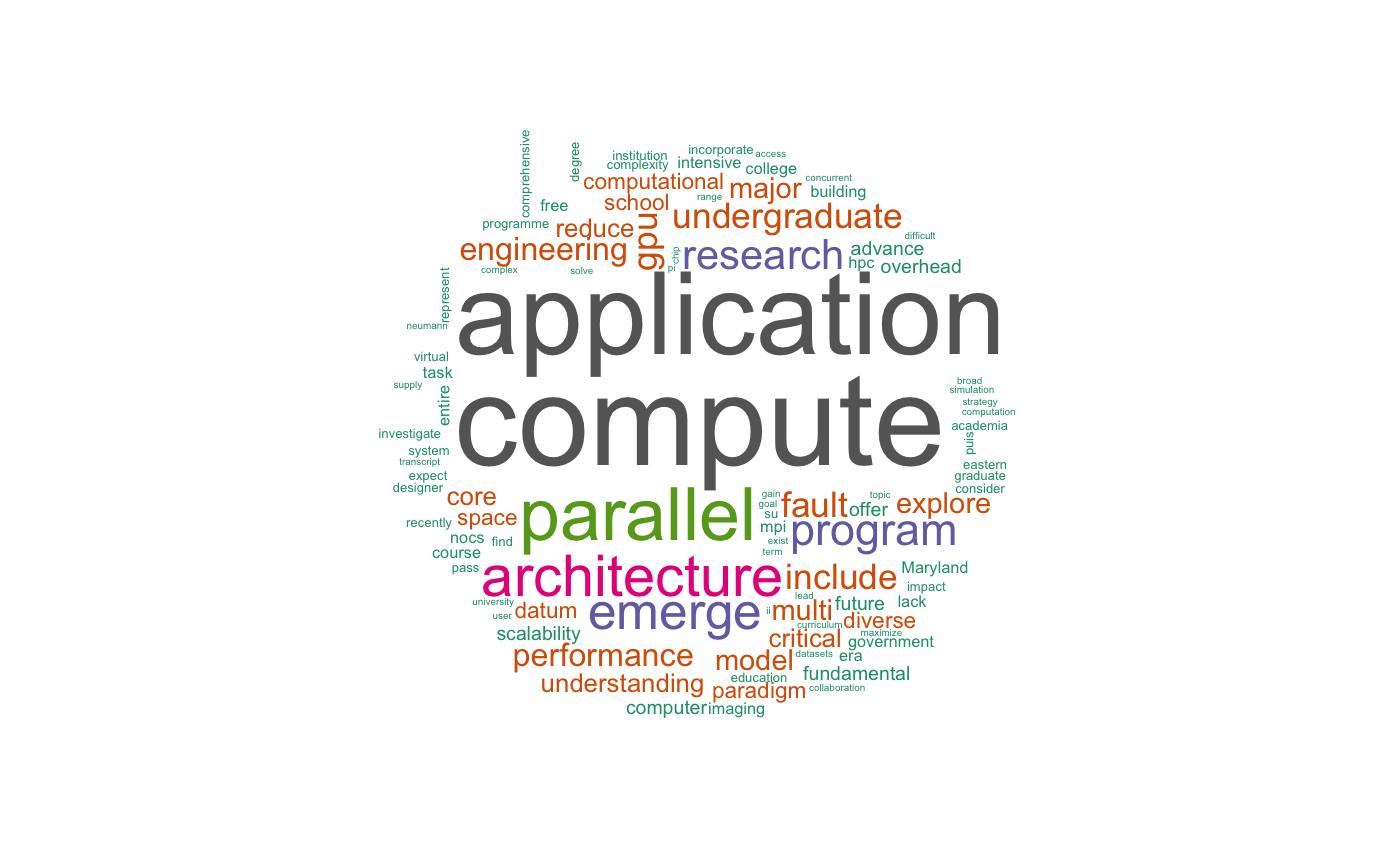 comprehensive
degree
institution
incorporate access
complexity intensive college
computational major concurrent
free school range building
programme reduce gpu undergraduate
engineering chip research advance difficult
complex solve pi hpc overhead
represent application
neumann
virtual
task
supply
entire compute broad
simulation
strategy
computation
investigate academia
system puis
transcript eastern
expect graduate
designer consider
core parallel gain fault topic explore
space goal offer
recently su program
nocs mpi
find exist
course term
pass architecture include Maryland
impact
university datum emerge lead future lack
user ii multi diverse
scalability curriculum maximize
critical government
performance model datasets era
education fundamental
understanding paradigm collaboration
computer imaging